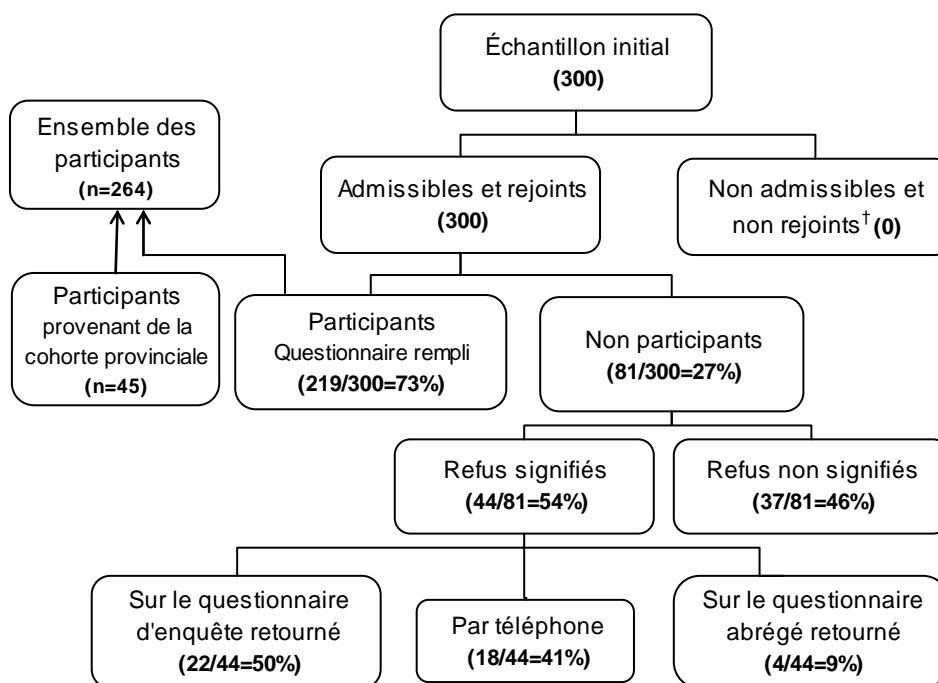 Échantillon initial
(300)
Ensemble des
participants
(n=264)
Admissibles et rejoints
(300)
Non admissibles et
non rejoints† (0)
Participants
provenant de la
cohorte provinciale
(n=45)
Participants
Questionnaire rempli
(219/300=73%)
Non participants
(81/300=27%)
Refus signifiés
(44/81=54%)
Refus non signifiés
(37/81=46%)
Sur le questionnaire
d'enquête retourné
(22/44=50%)
Par téléphone
(18/44=41%)
Sur le questionnaire
abrégé retourné
(4/44=9%)